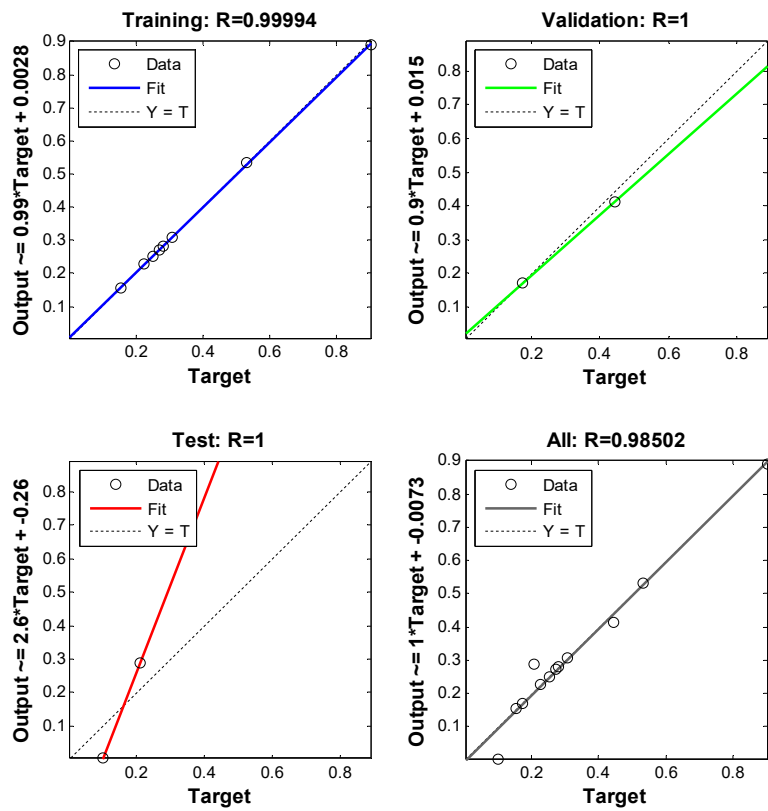 Training: R=0.99994
Output ~= 0.99*Target + 0.0028
0.9
0.8
0.7
0.6
0.5
0.4
0.3
0.2
0.1
Data
Fit
Y = T
0.2 0.4 0.6 0.8
Target
Validation: R=1
Output ~= 0.9*Target + 0.015
0.8
0.7
0.6
0.5
0.4
0.3
0.2
0.1
Data
Fit
Y = T
0.2 0.4 0.6 0.8
Target
Test: R=1
Output ~= 2.6*Target + -0.26
0.8
0.7
0.6
0.5
0.4
0.3
0.2
0.1
Data
Fit
Y = T
0.2 0.4 0.6 0.8
Target
All: R=0.98502
Output ~= 1*Target + -0.0073
0.9
0.8
0.7
0.6
0.5
0.4
0.3
0.2
0.1
Data
Fit
Y = T
0.2 0.4 0.6 0.8
Target